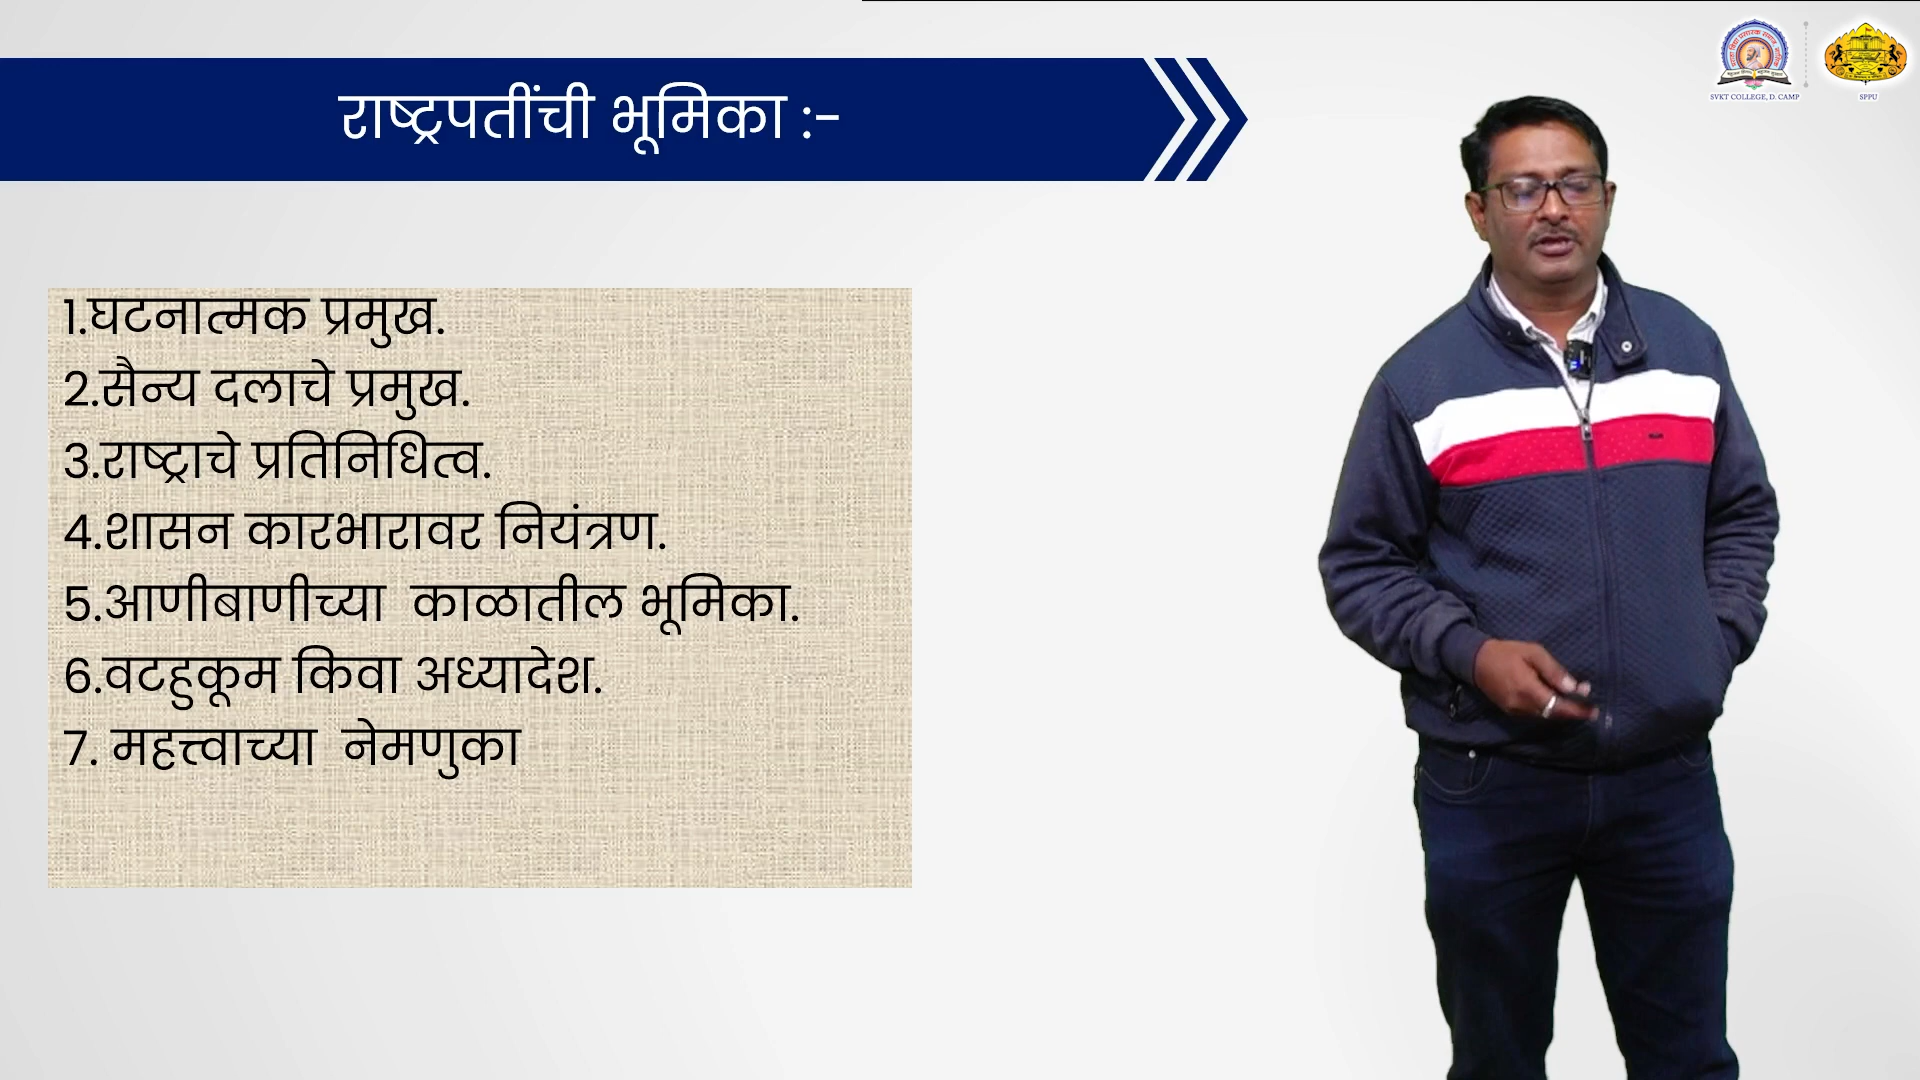 राष्ट्रपतींची भूमिका :-
SVKT COLLEGE, D. CAMP
SPPU
1.घटनात्मक प्रमुख.
2.सैन्य दलाचे प्रमुख.
3.राष्ट्राचे प्रतिनिधित्व.
4.शासन कारभारावर नियंत्रण.
5.आणीबाणीच्या काळातील भूमिका.
6.वटहुकूम किवा अध्यादेश.
7. महत्त्वाच्या नेमणुका